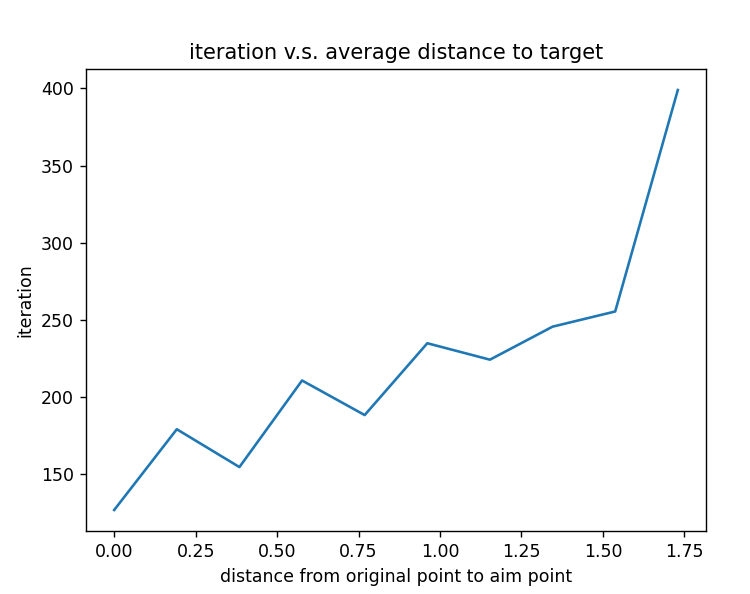 iteration v.s. average distance to target
400
350
300
250
200
150
iteration
0.00 0.25 0.50 0.75 1.00 1.25 1.50 1.75
distance from original point to aim point